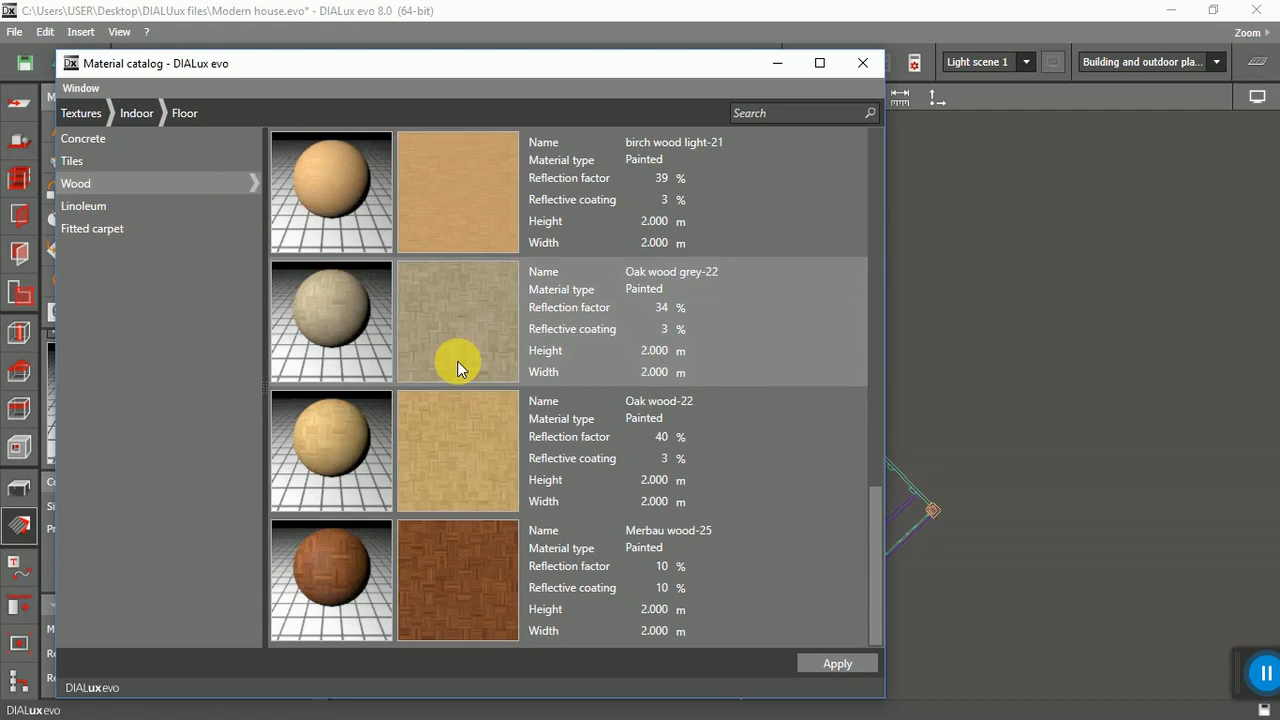 Dx C:\Users\USER\Desktop\DIALUux files\Modern house.evo* - DIALux evo 8.0 (64-bit)
File Edit Insert View ? Zoom
Dx Material catalog - DIALux evo
Light scene 1 Building and outdoor pla...
Window
Textures Indoor Floor Search
Concrete
Tiles
Wood
Linoleum
Fitted carpet
Name birch wood light-21
Material type Painted
Reflection factor 39 %
Reflective coating 3 %
Height 2.000 m
Width 2.000 m
Name Oak wood grey-22
Material type Painted
Reflection factor 34 %
Reflective coating 3 %
Height 2.000 m
Width 2.000 m
Name Oak wood-22
Material type Painted
Reflection factor 40 %
Reflective coating 3 %
Height 2.000 m
Width 2.000 m
Name Merbau wood-25
Material type Painted
Reflection factor 10 %
Reflective coating 10 %
Height 2.000 m
Width 2.000 m
Apply
DIALux evo
DIALux evo